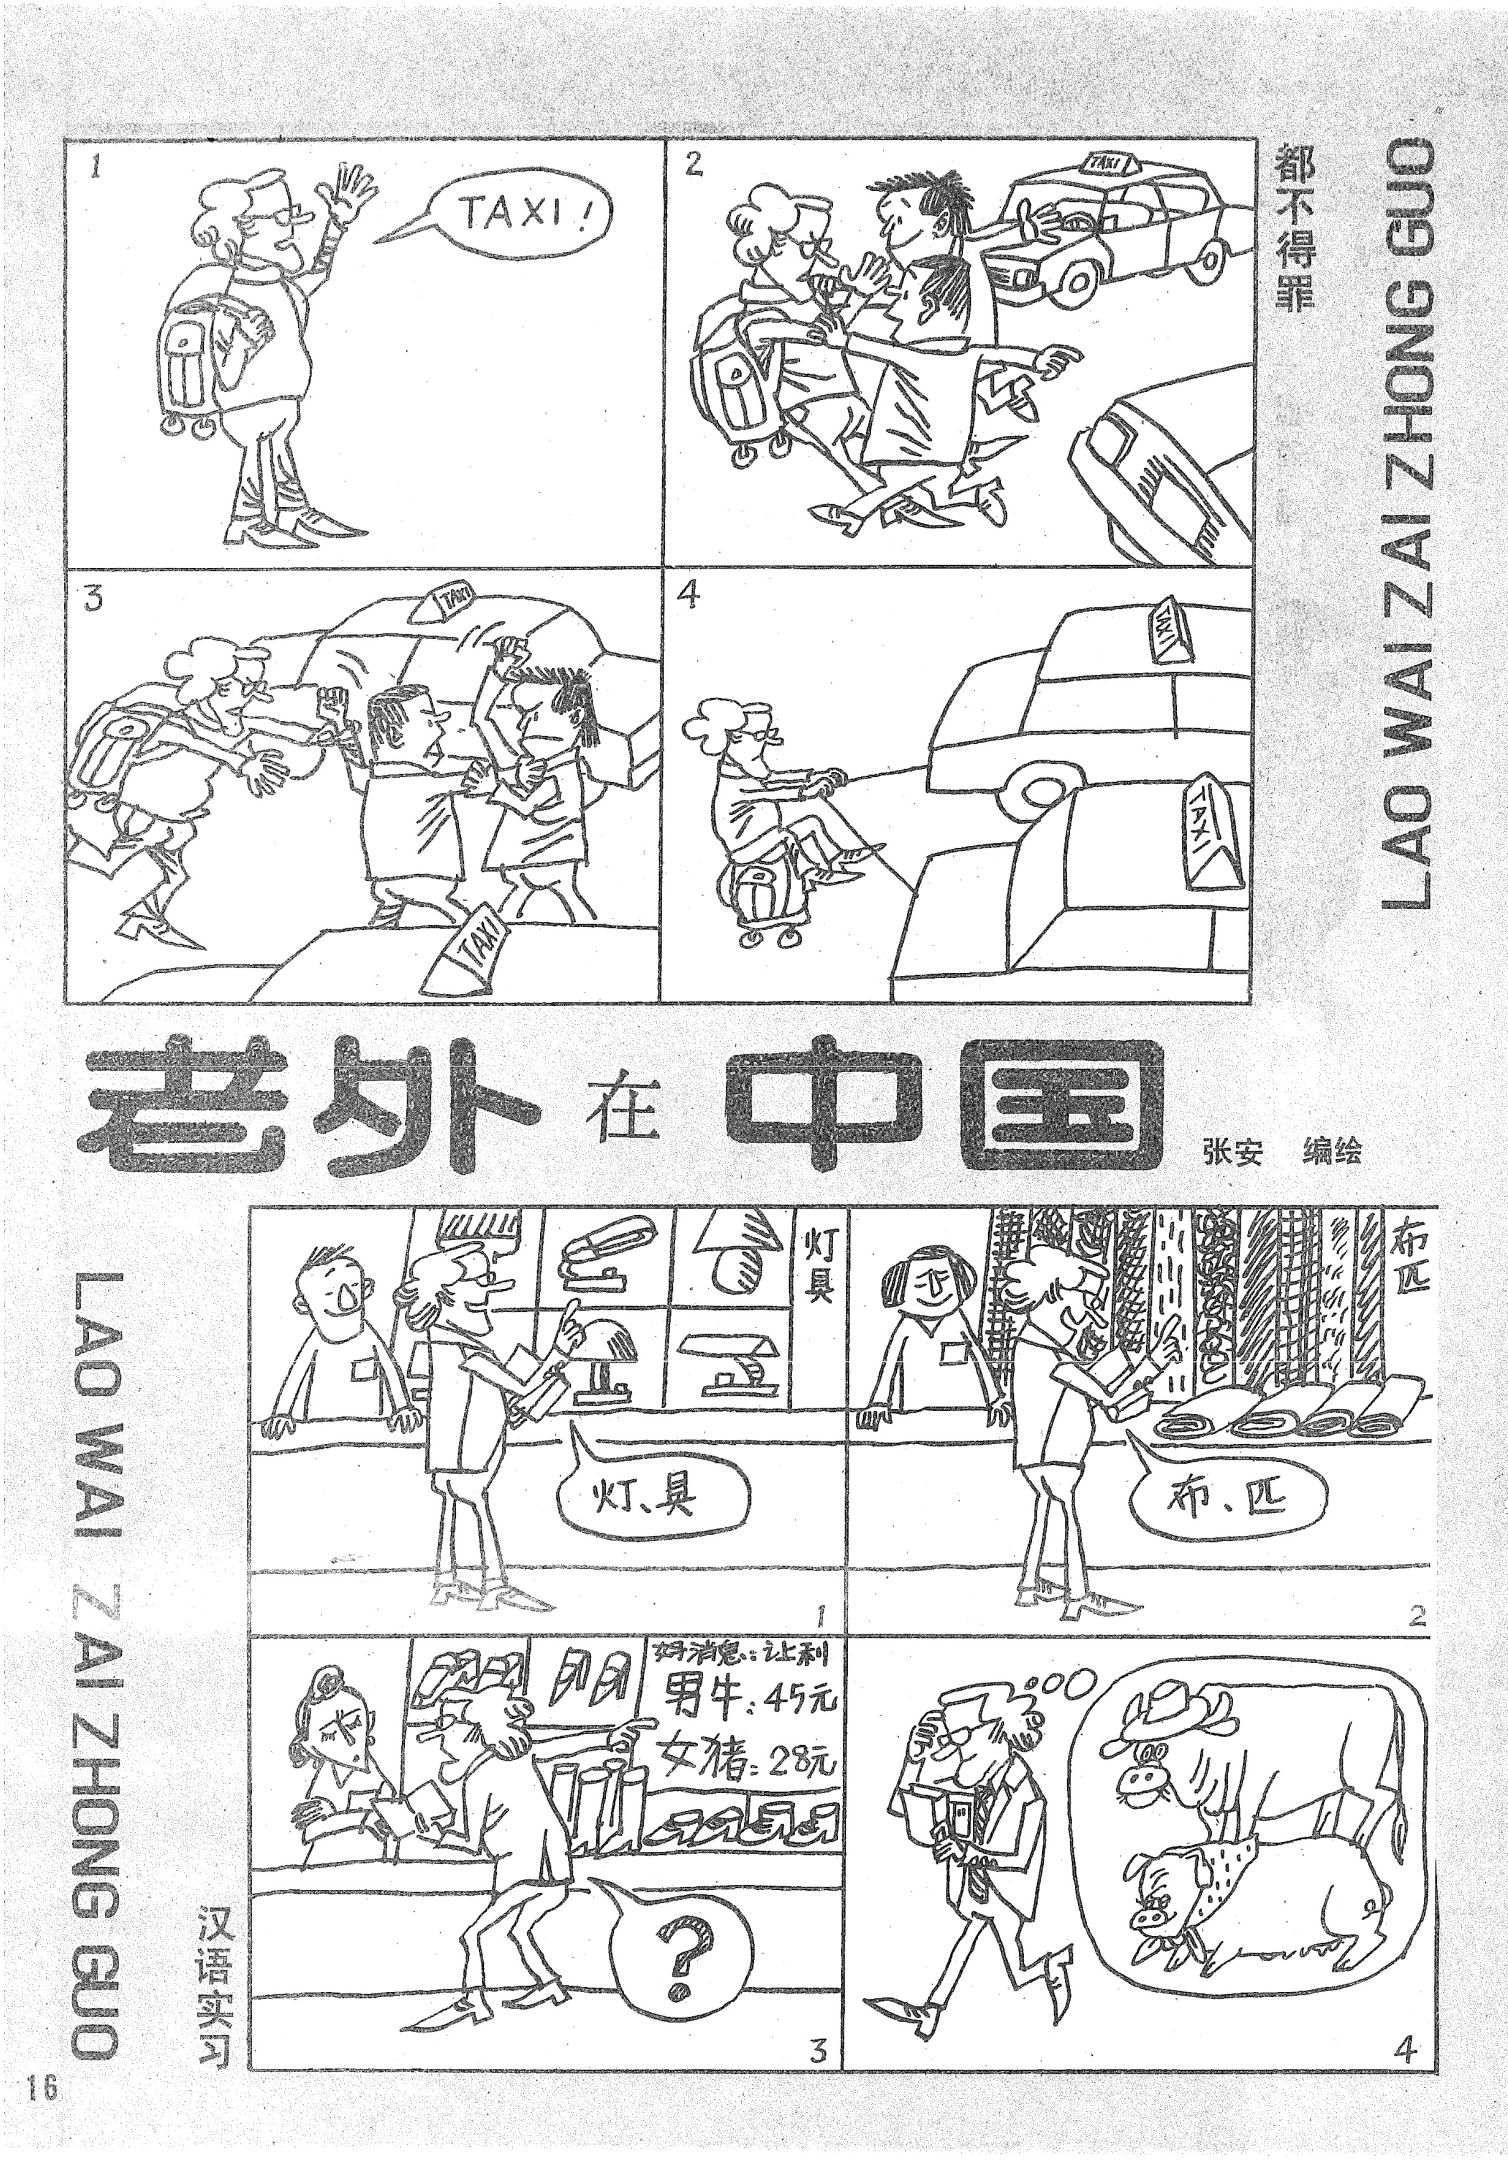 都不得罪
LAO WAI ZAI ZHONG GUO
1
TAXI!
2
TAXI
3
TAXI
TAXI
4
TAXI
TAXI
老外在中国
张安 编绘
LAO WAI ZAI ZHONG GUO
汉语实习
灯具
灯、具
1
布匹
布、匹
2
好消息:让利
男牛:45元
女猪:28元
?
3
4
16